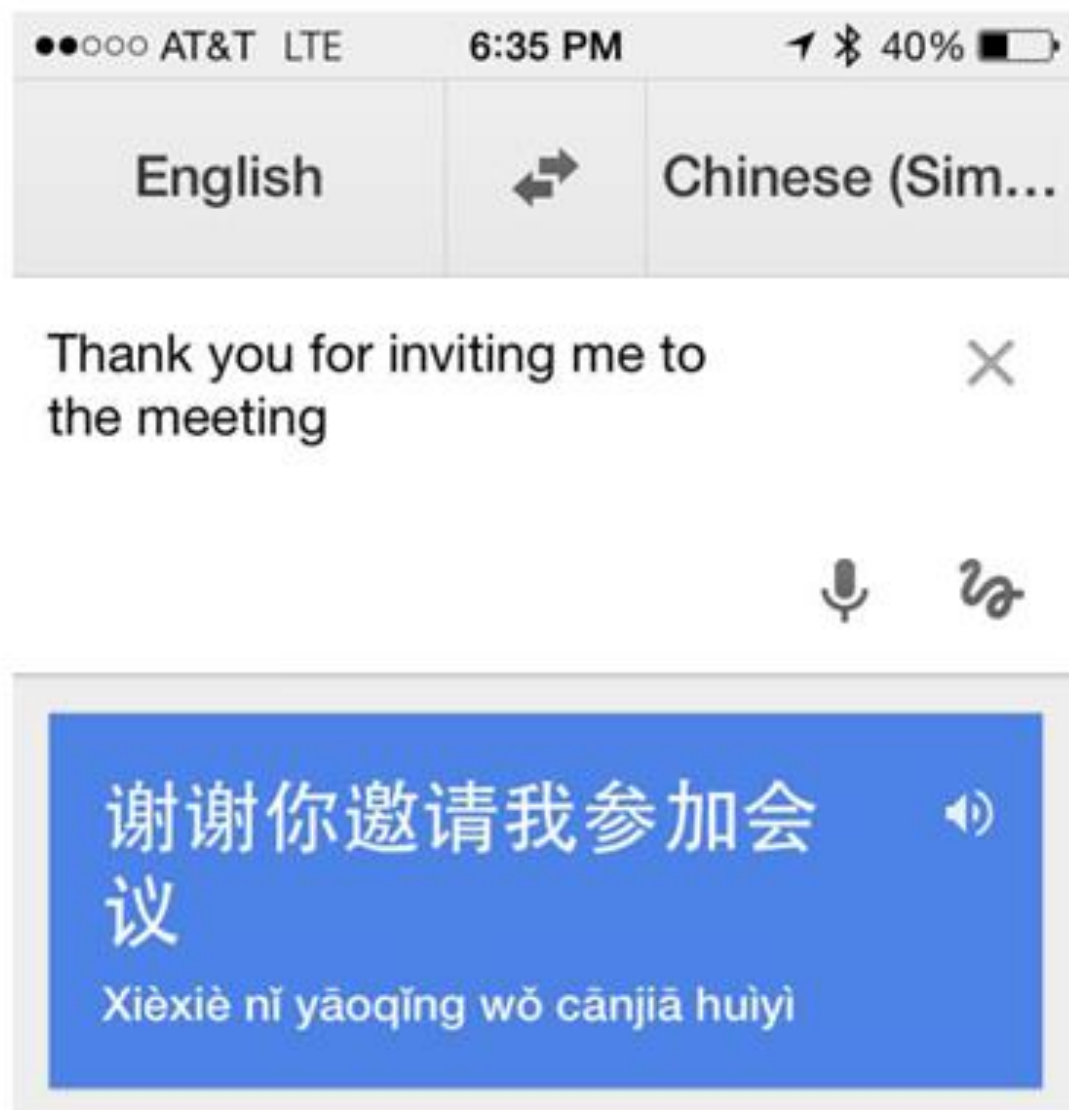 AT&T LTE 6:35 PM 40%
English Chinese (Sim...
Thank you for inviting me to
the meeting
谢谢你邀请我参加会
议
Xièxiè nǐ yāoqǐng wǒ cānjiā huìyì